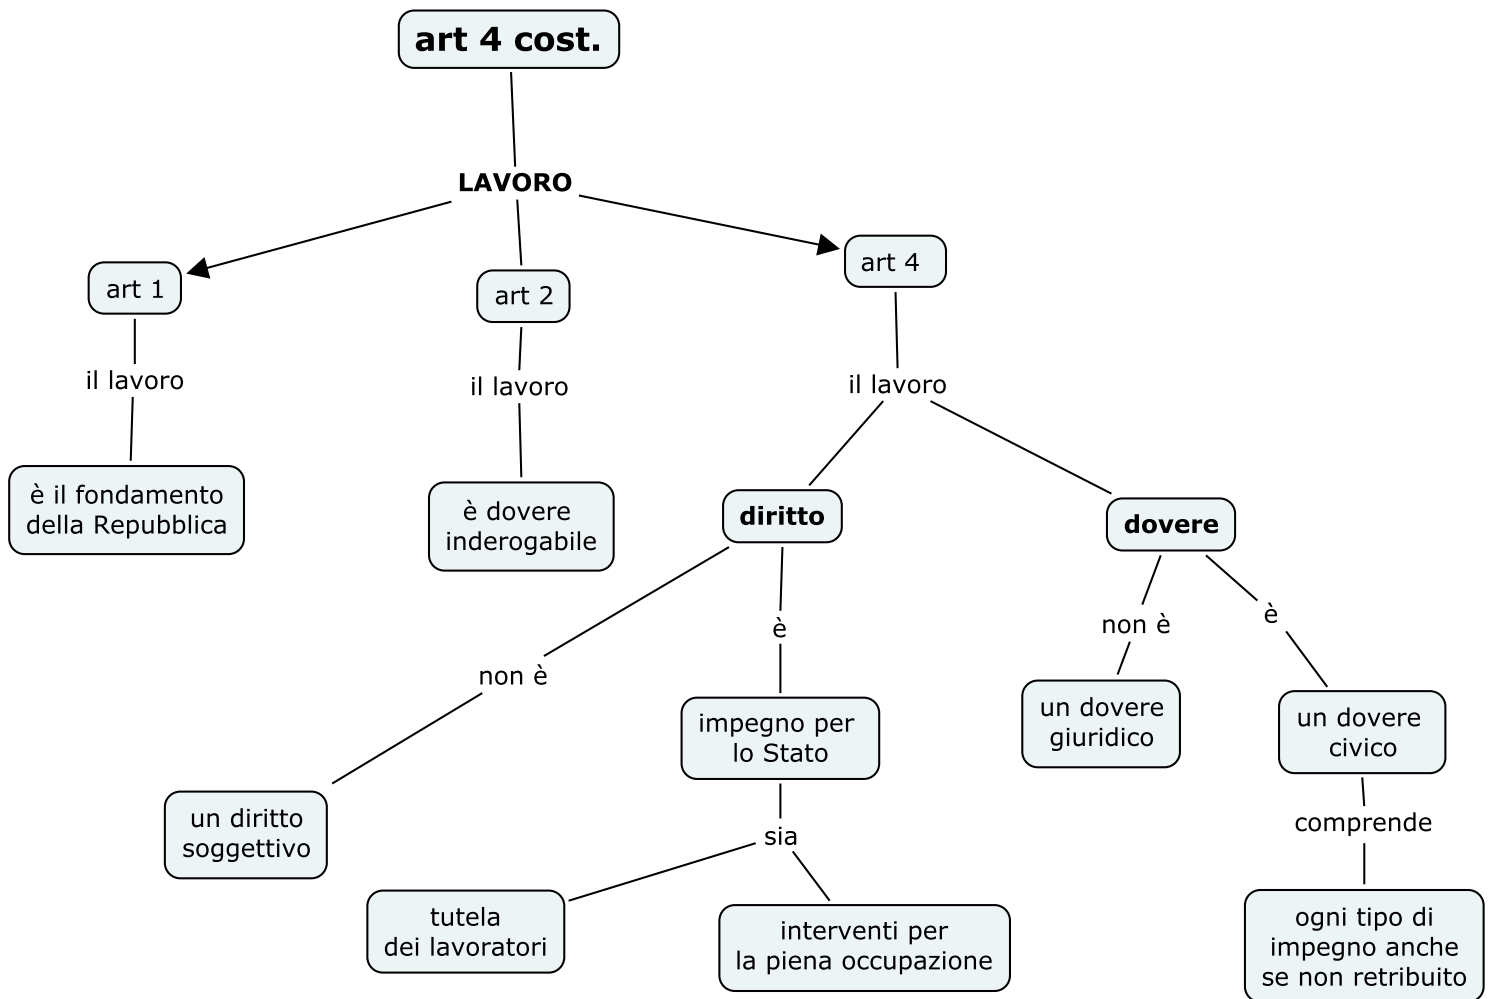 art 4 cost.
LAVORO
art 1
art 2
art 4
il lavoro
il lavoro
il lavoro
è il fondamento
della Repubblica
è dovere
inderogabile
diritto
dovere
non è
è
non è
è
un diritto
soggettivo
impegno per
lo Stato
un dovere
giuridico
un dovere
civico
sia
comprende
tutela
dei lavoratori
interventi per
la piena occupazione
ogni tipo di
impegno anche
se non retribuito